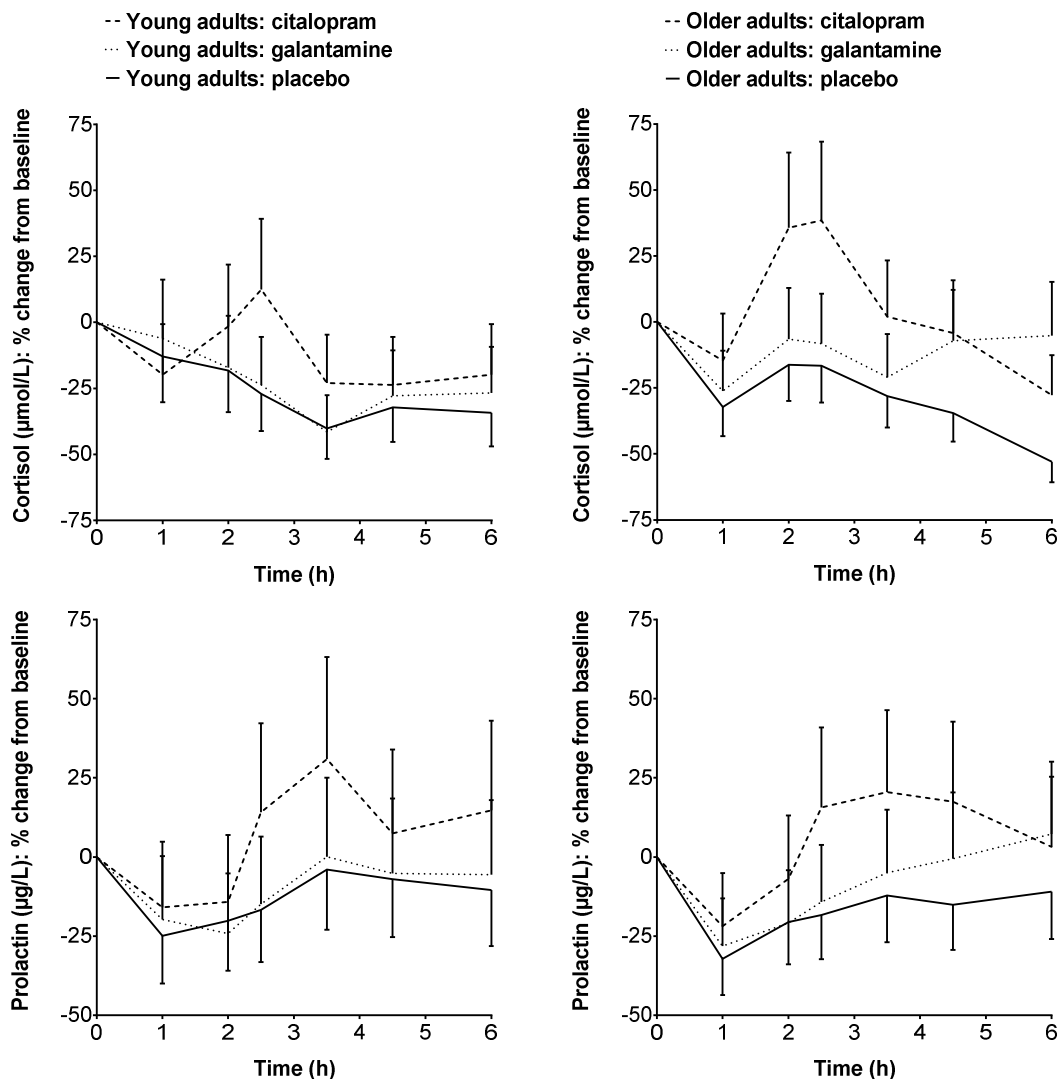 Young adults: citalopram
Young adults: galantamine
Young adults: placebo
Older adults: citalopram
Older adults: galantamine
Older adults: placebo
Cortisol (µmol/L): % change from baseline
75
50
25
0
-25
-50
-75
0 1 2 3 4 5 6
Time (h)
Cortisol (µmol/L): % change from baseline
75
50
25
0
-25
-50
-75
0 1 2 3 4 5 6
Time (h)
Prolactin (µg/L): % change from baseline
75
50
25
0
-25
-50
0 1 2 3 4 5 6
Time (h)
Prolactin (µg/L): % change from baseline
75
50
25
0
-25
-50
0 1 2 3 4 5 6
Time (h)